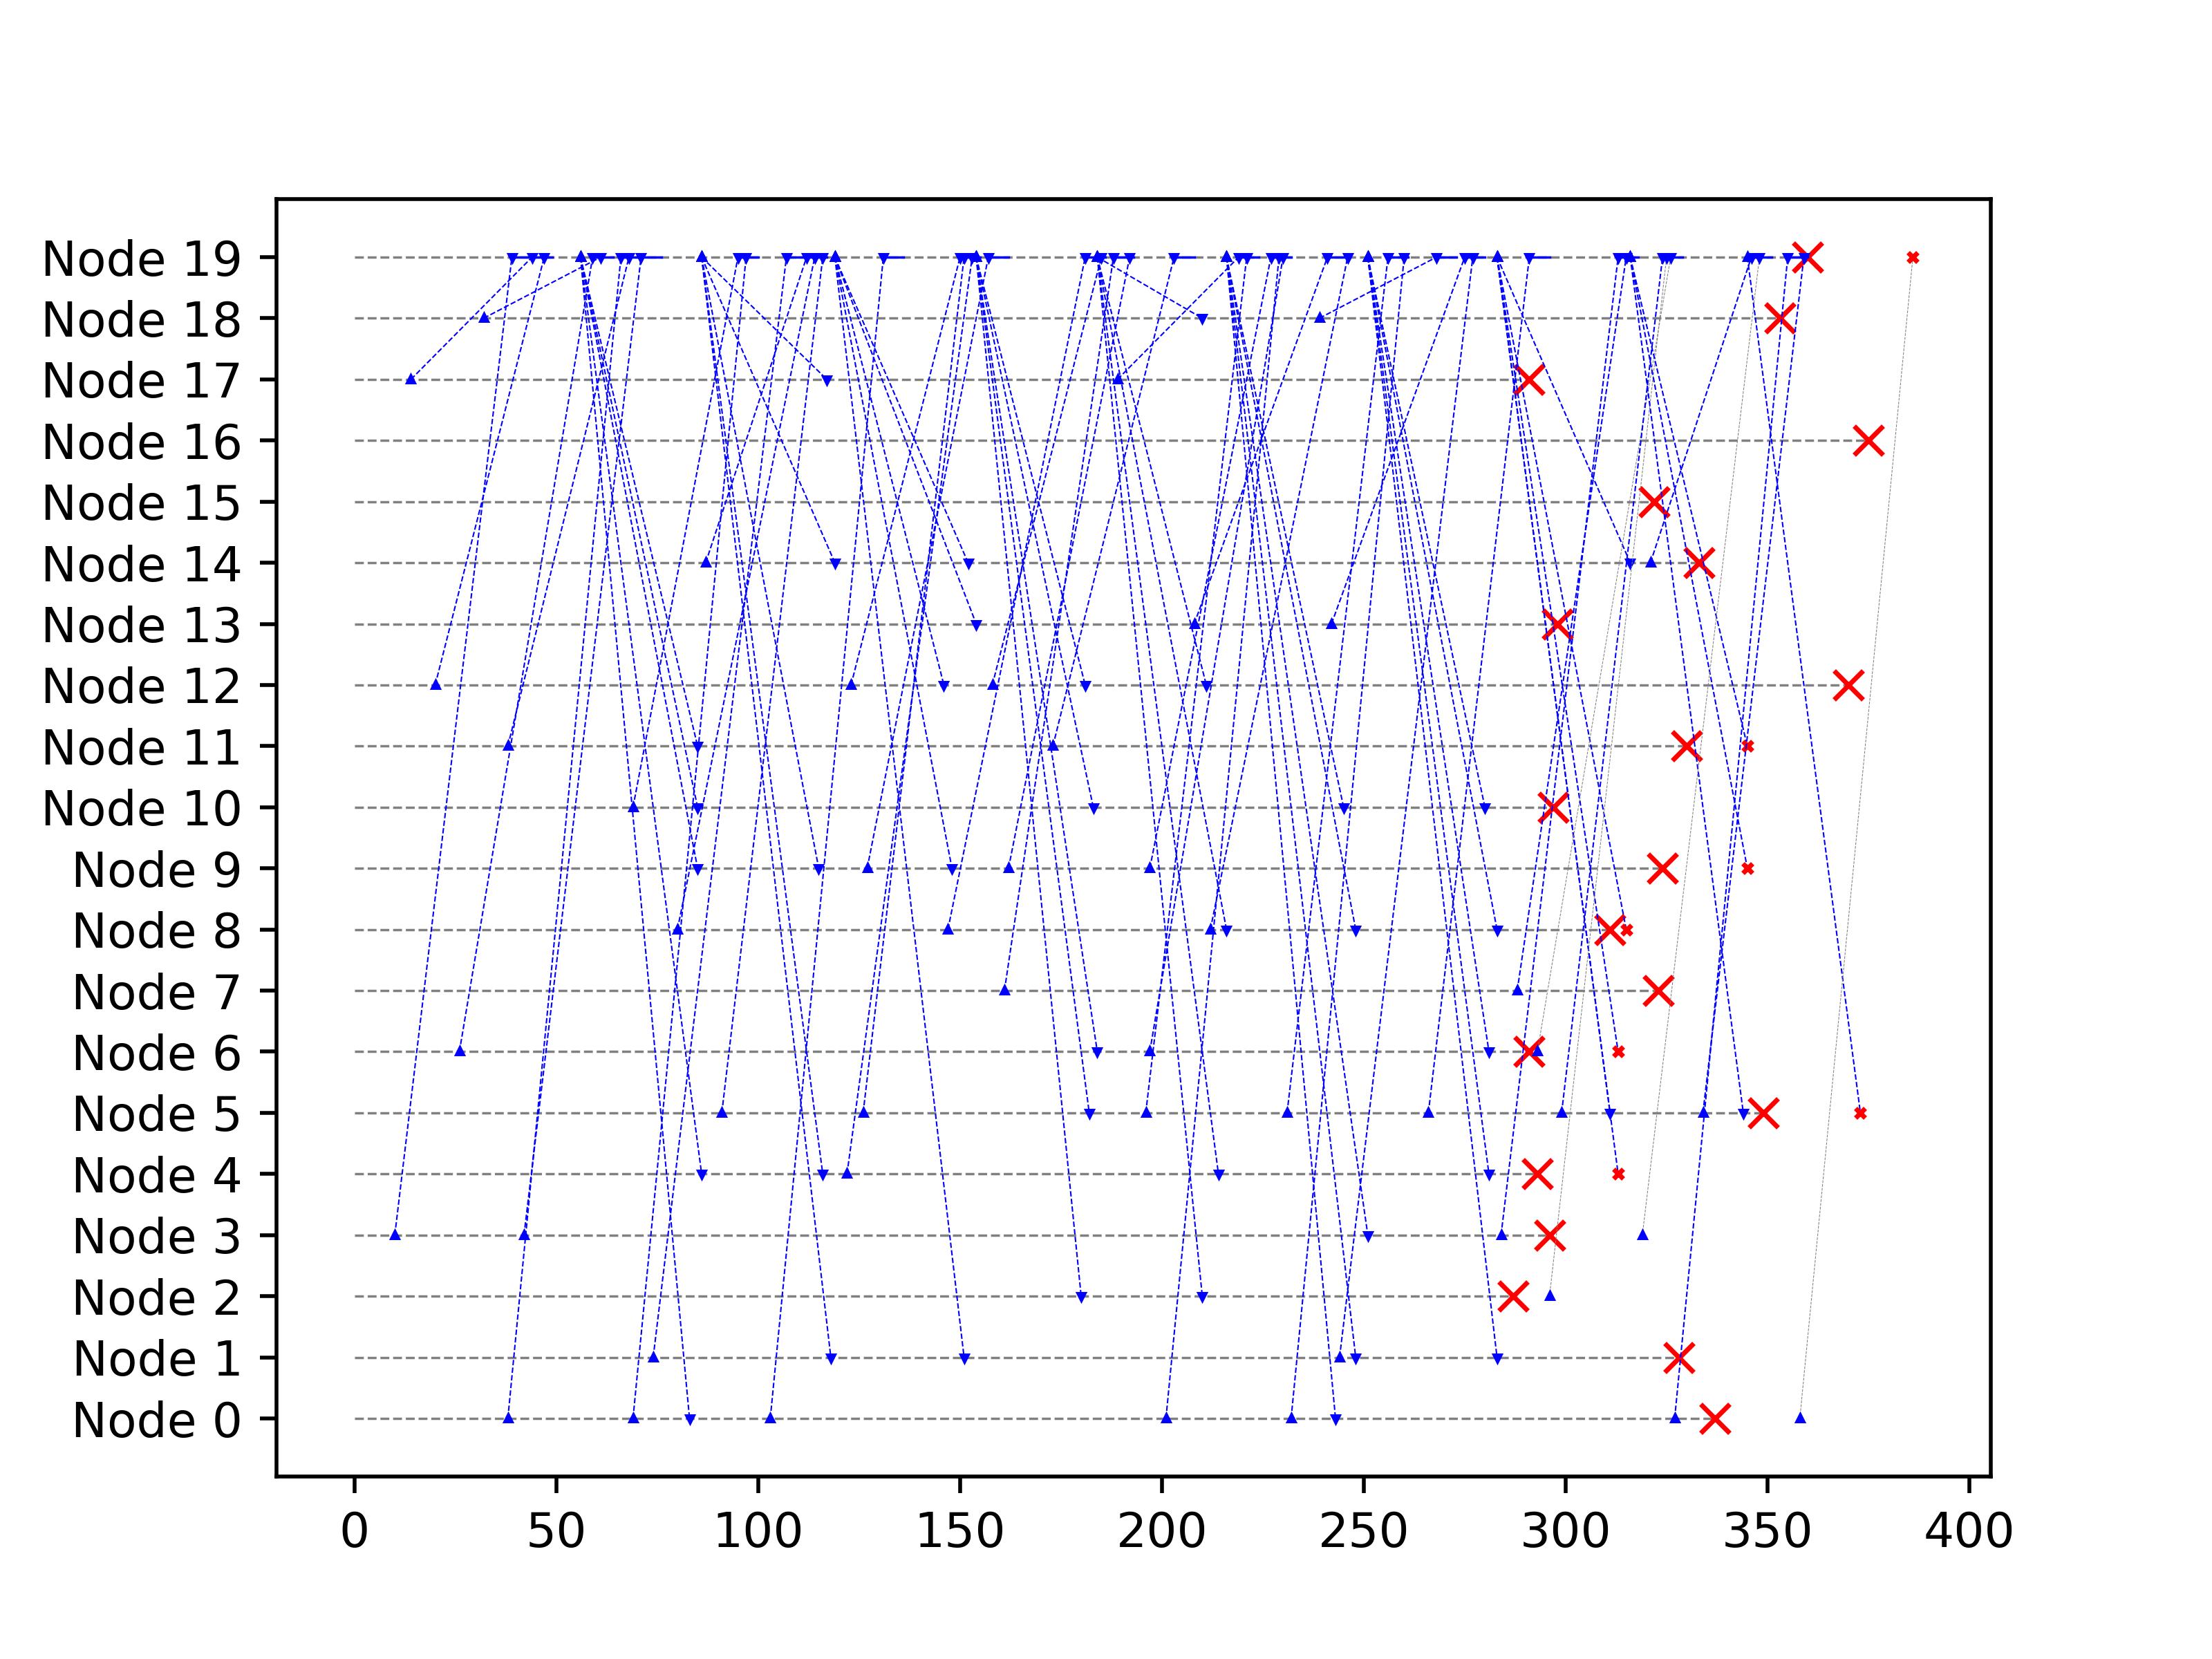 Node 19
Node 18
Node 17
Node 16
Node 15
Node 14
Node 13
Node 12
Node 11
Node 10
Node 9
Node 8
Node 7
Node 6
Node 5
Node 4
Node 3
Node 2
Node 1
Node 0
0 50 100 150 200 250 300 350 400